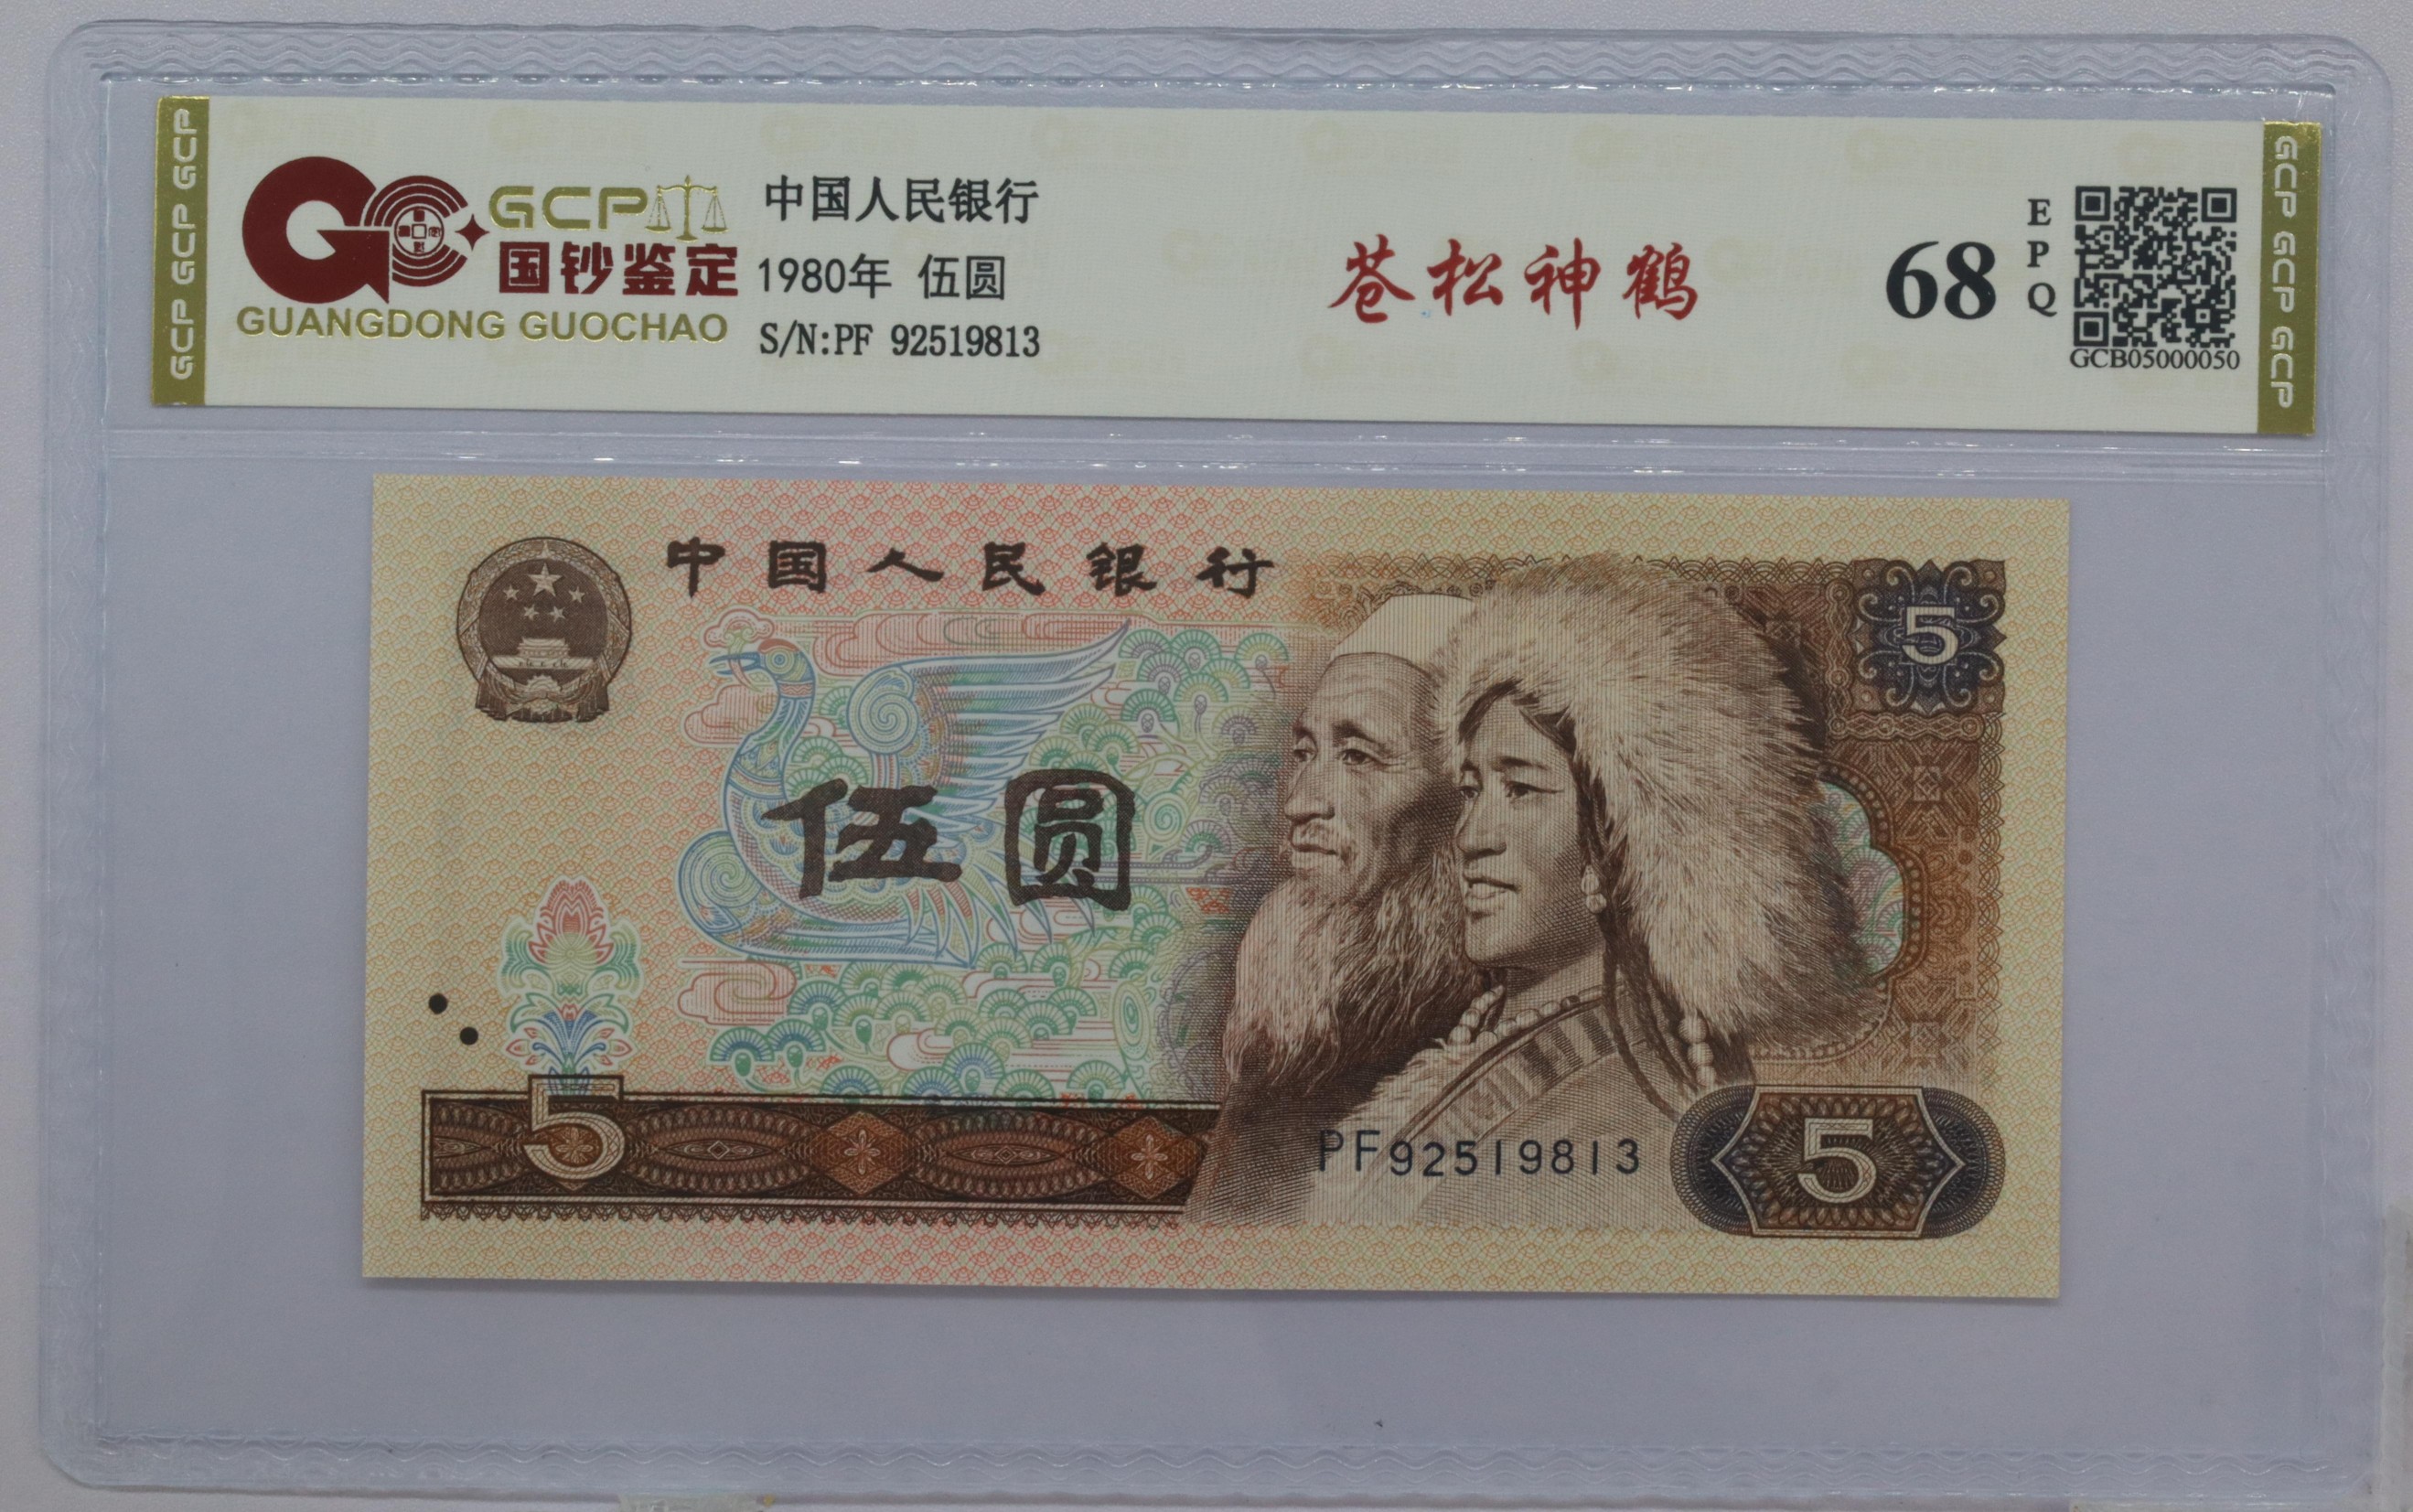 GCP GCP GCP
GCP
国钞鉴定
GUANGDONG GUOCHAO
中国人民银行
1980年 伍圆
S/N:PF 92519813
苍松神鹤
68
EPQ
GCB05000050
GCP GCP GCP
中国人民银行
5
伍圆
5
PF92519813
5